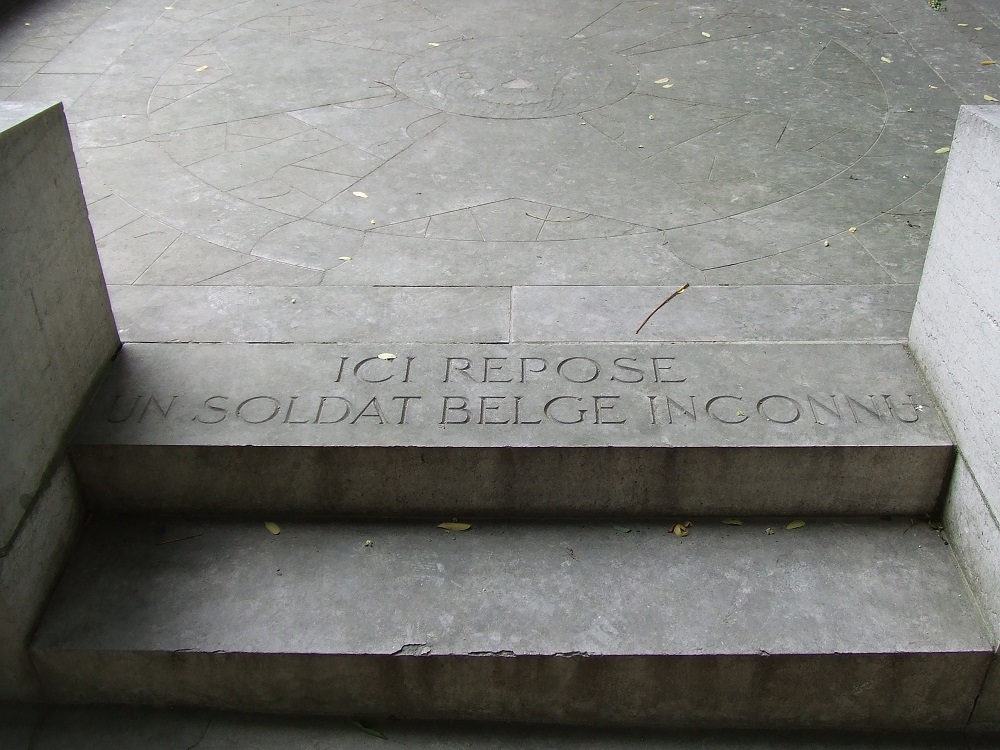 ICI REPOSE
UN SOLDAT BELGE INCONNU